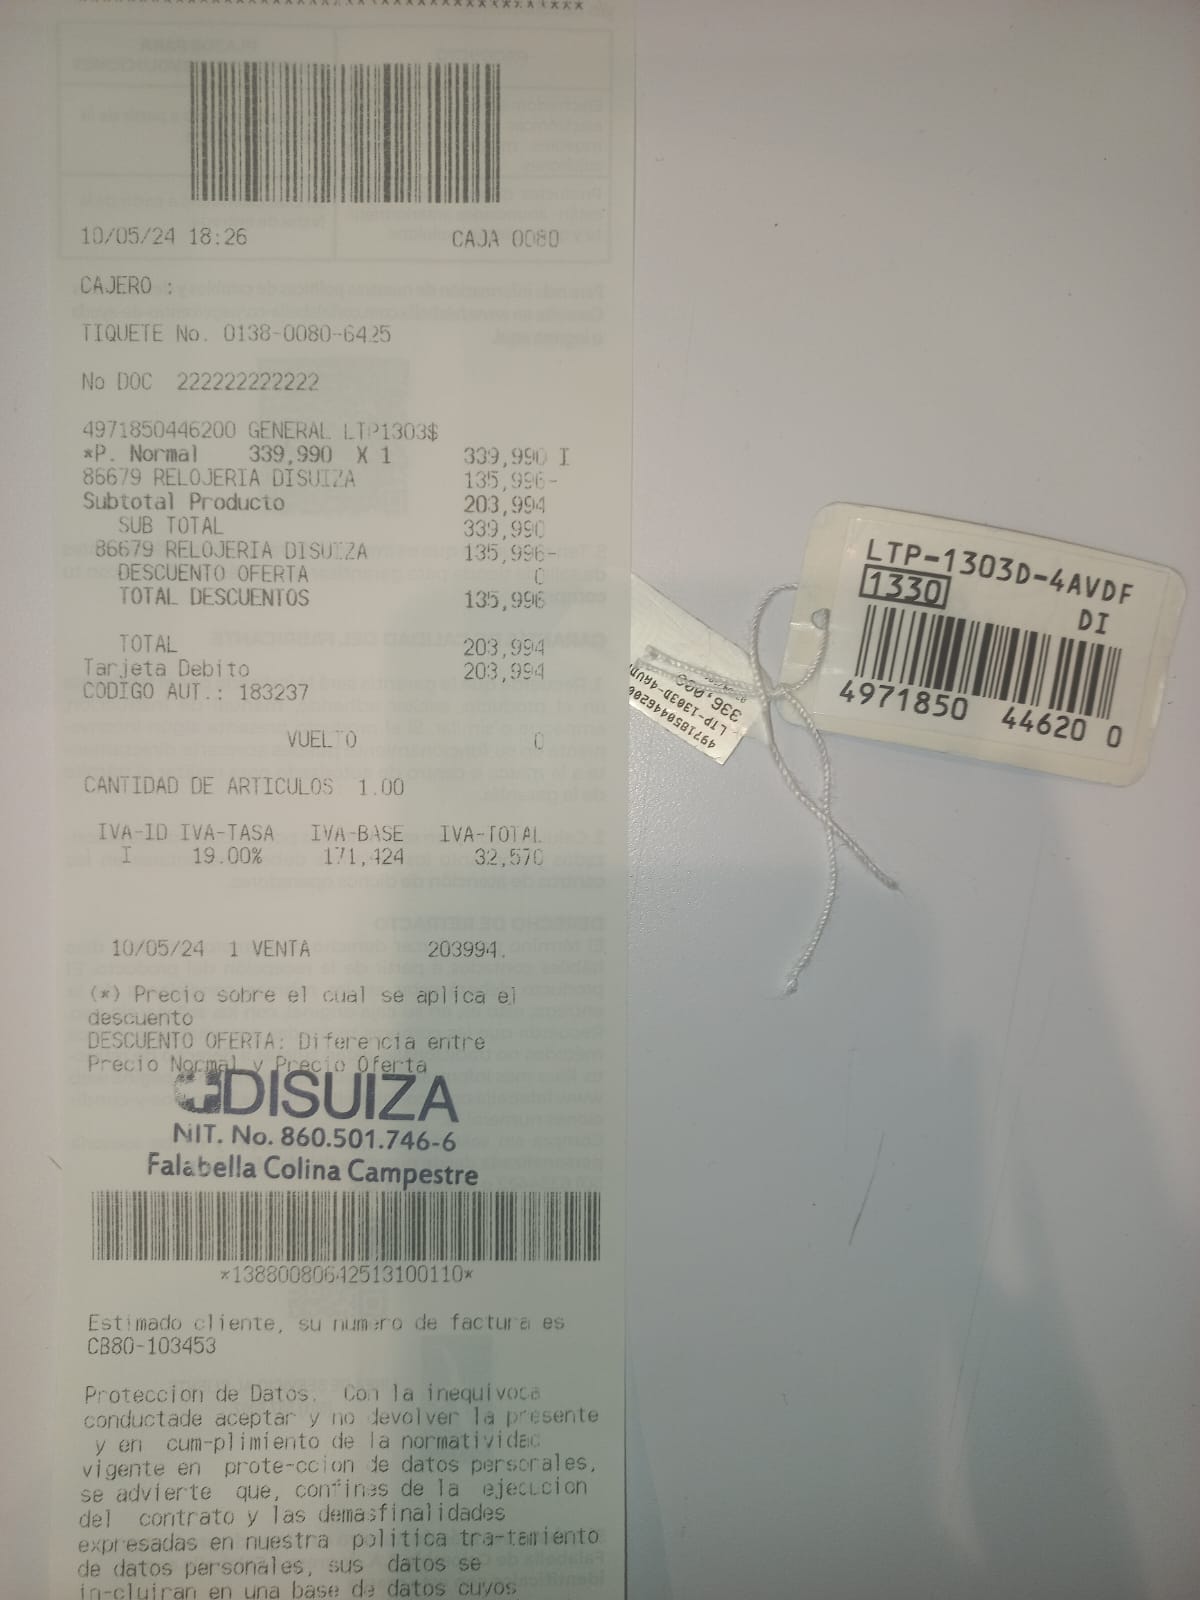 10/05/24 18:26 CAJA 0080
CAJERO :
TIQUETE No. 0138-0080-6425
No DOC 222222222222
4971850446200 GENERAL LTP1303$
*P. Normal 339,990 X 1 339,990 I
86679 RELOJERIA DISUIZA 135,996-
Subtotal Producto 203,994
SUB TOTAL 339,990
86679 RELOJERIA DISUIZA 135,996-
DESCUENTO OFERTA 0
TOTAL DESCUENTOS 135,996
TOTAL 203,994
Tarjeta Debito 203,994
CODIGO AUT.: 183237
VUELTO 0
CANTIDAD DE ARTICULOS 1.00
IVA-ID IVA-TASA IVA-BASE IVA-TOTAL
I 19.00% 171,424 32,570
10/05/24 1 VENTA 203994.
(*) Precio sobre el cual se aplica el
descuento
DESCUENTO OFERTA: Diferencia entre
Precio Normal y Precio Oferta
DISUIZA
NIT. No. 860.501.746-6
Falabella Colina Campestre
*13880080642513100110*
Estimado cliente, su numero de factura es
CB80-103453
Proteccion de Datos. Con la inequivoca
conductade aceptar y no devolver la presente
y en cum-plimiento de la normatividad
vigente en prote-ccion de datos personales,
se advierte que, confines de la ejecucion
del contrato y las demasfinalidades
expresadas en nuestra politica tra-tamiento
de datos personales, sus datos se
in-cluiran en una base de datos cuyos
LTP-1303D-4AVDF
1330
DI
4971850 44620 0
4971850446200
LTP-1303D-4AVD
336,000